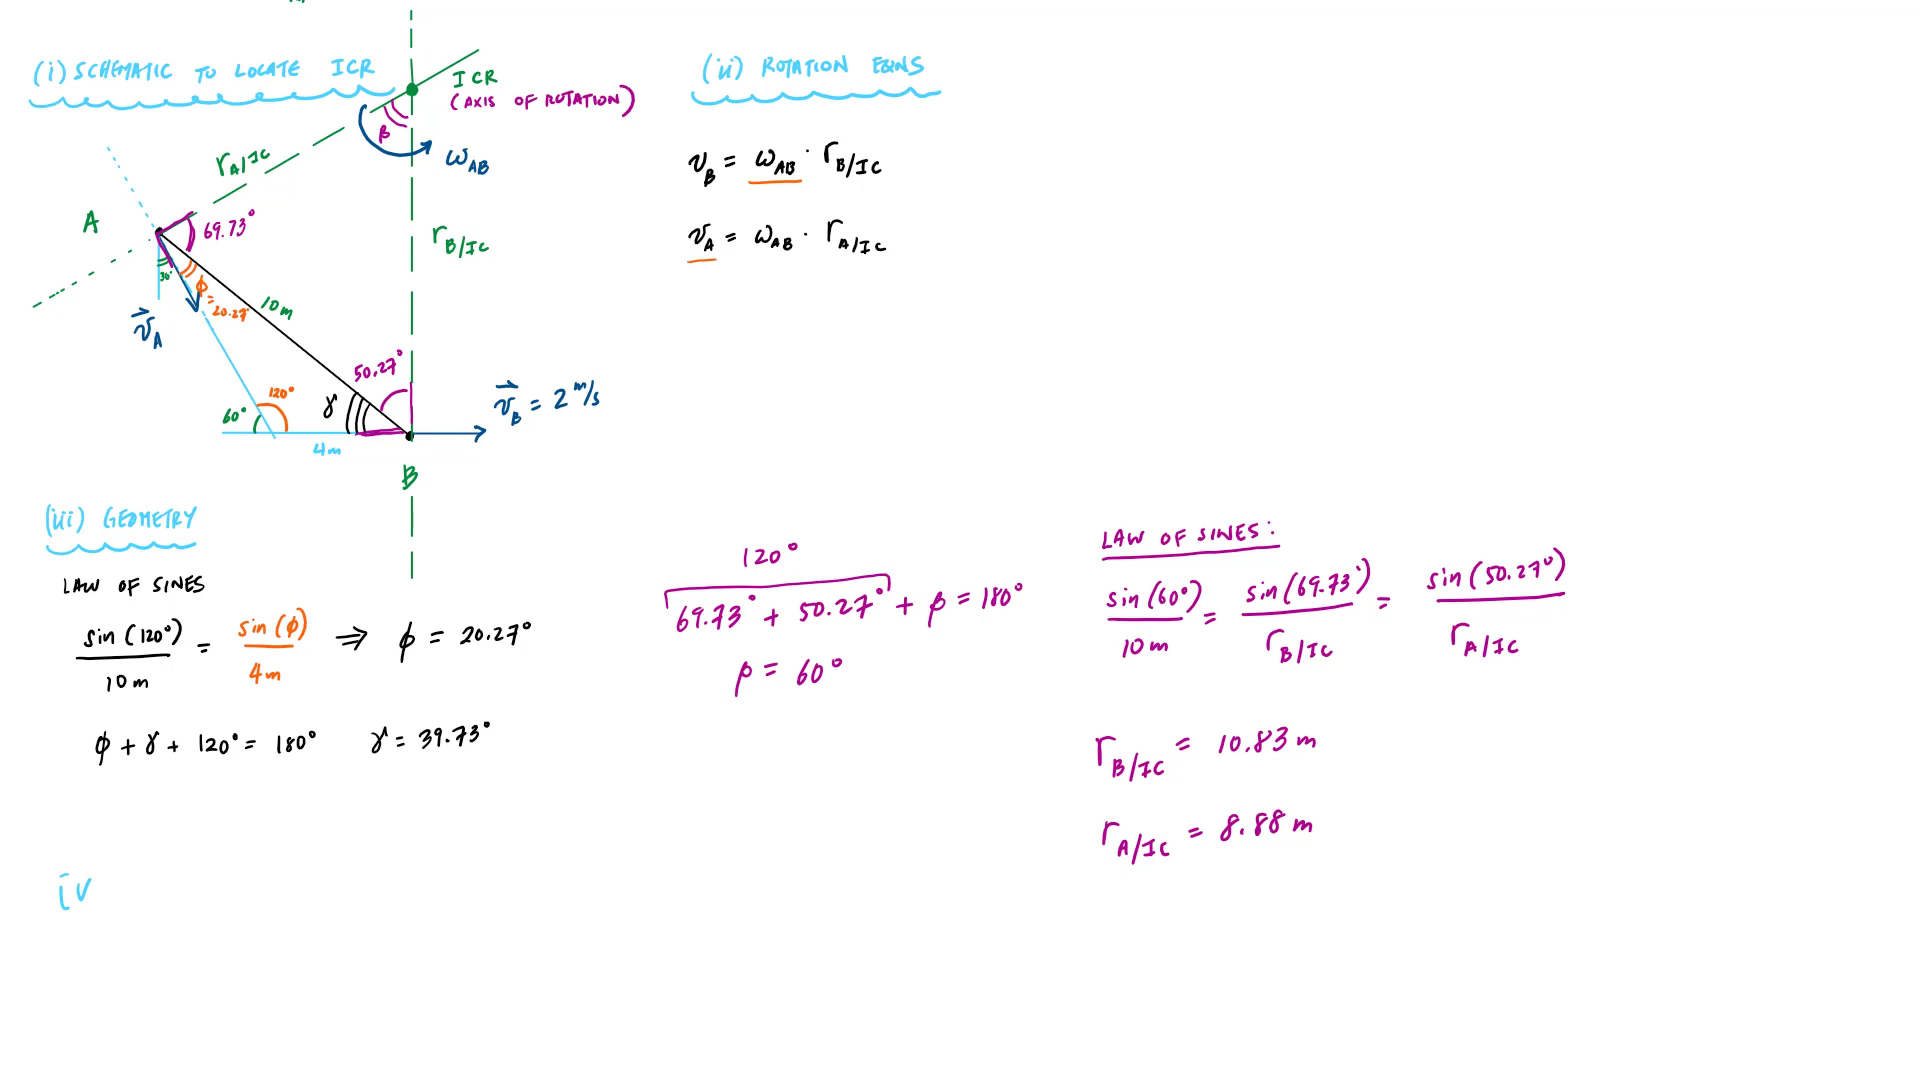 (i) SCHEMATIC TO LOCATE ICR
ICR
(AXIS OF ROTATION)
β
ω_AB
r_A/IC
A
69.73°
r_B/IC
30°
ϕ = 20.27°
10m
v⃗_A
50.27°
γ
120°
60°
4m
v⃗_B = 2 m/s
B
(ii) ROTATION EQNS
v_B = ω_AB · r_B/IC
v_A = ω_AB · r_A/IC
(iii) GEOMETRY
LAW OF SINES
sin(120°)/10m = sin(ϕ)/4m ⇒ ϕ = 20.27°
ϕ + γ + 120° = 180° γ = 39.73°
120°
69.73° + 50.27° + β = 180°
β = 60°
LAW OF SINES:
sin(60°)/10m = sin(69.73°)/r_B/IC = sin(50.27°)/r_A/IC
r_B/IC = 10.83 m
r_A/IC = 8.88 m
iv